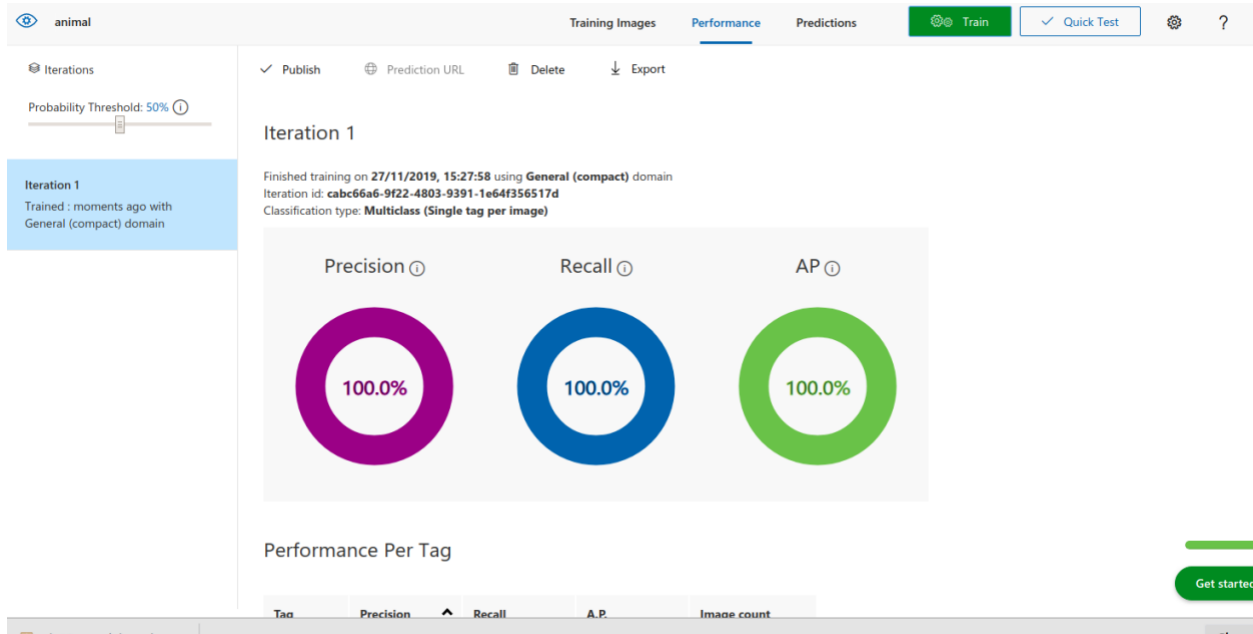 animal Training Images Performance Predictions Train Quick Test ?
Iterations
Probability Threshold: 50%
Iteration 1
Trained : moments ago with
General (compact) domain
Publish Prediction URL Delete Export
Iteration 1
Finished training on 27/11/2019, 15:27:58 using General (compact) domain
Iteration id: cabc66a6-9f22-4803-9391-1e64f356517d
Classification type: Multiclass (Single tag per image)
Precision Recall AP
100.0% 100.0% 100.0%
Performance Per Tag
Tag Precision Recall A.P. Image count
Get started